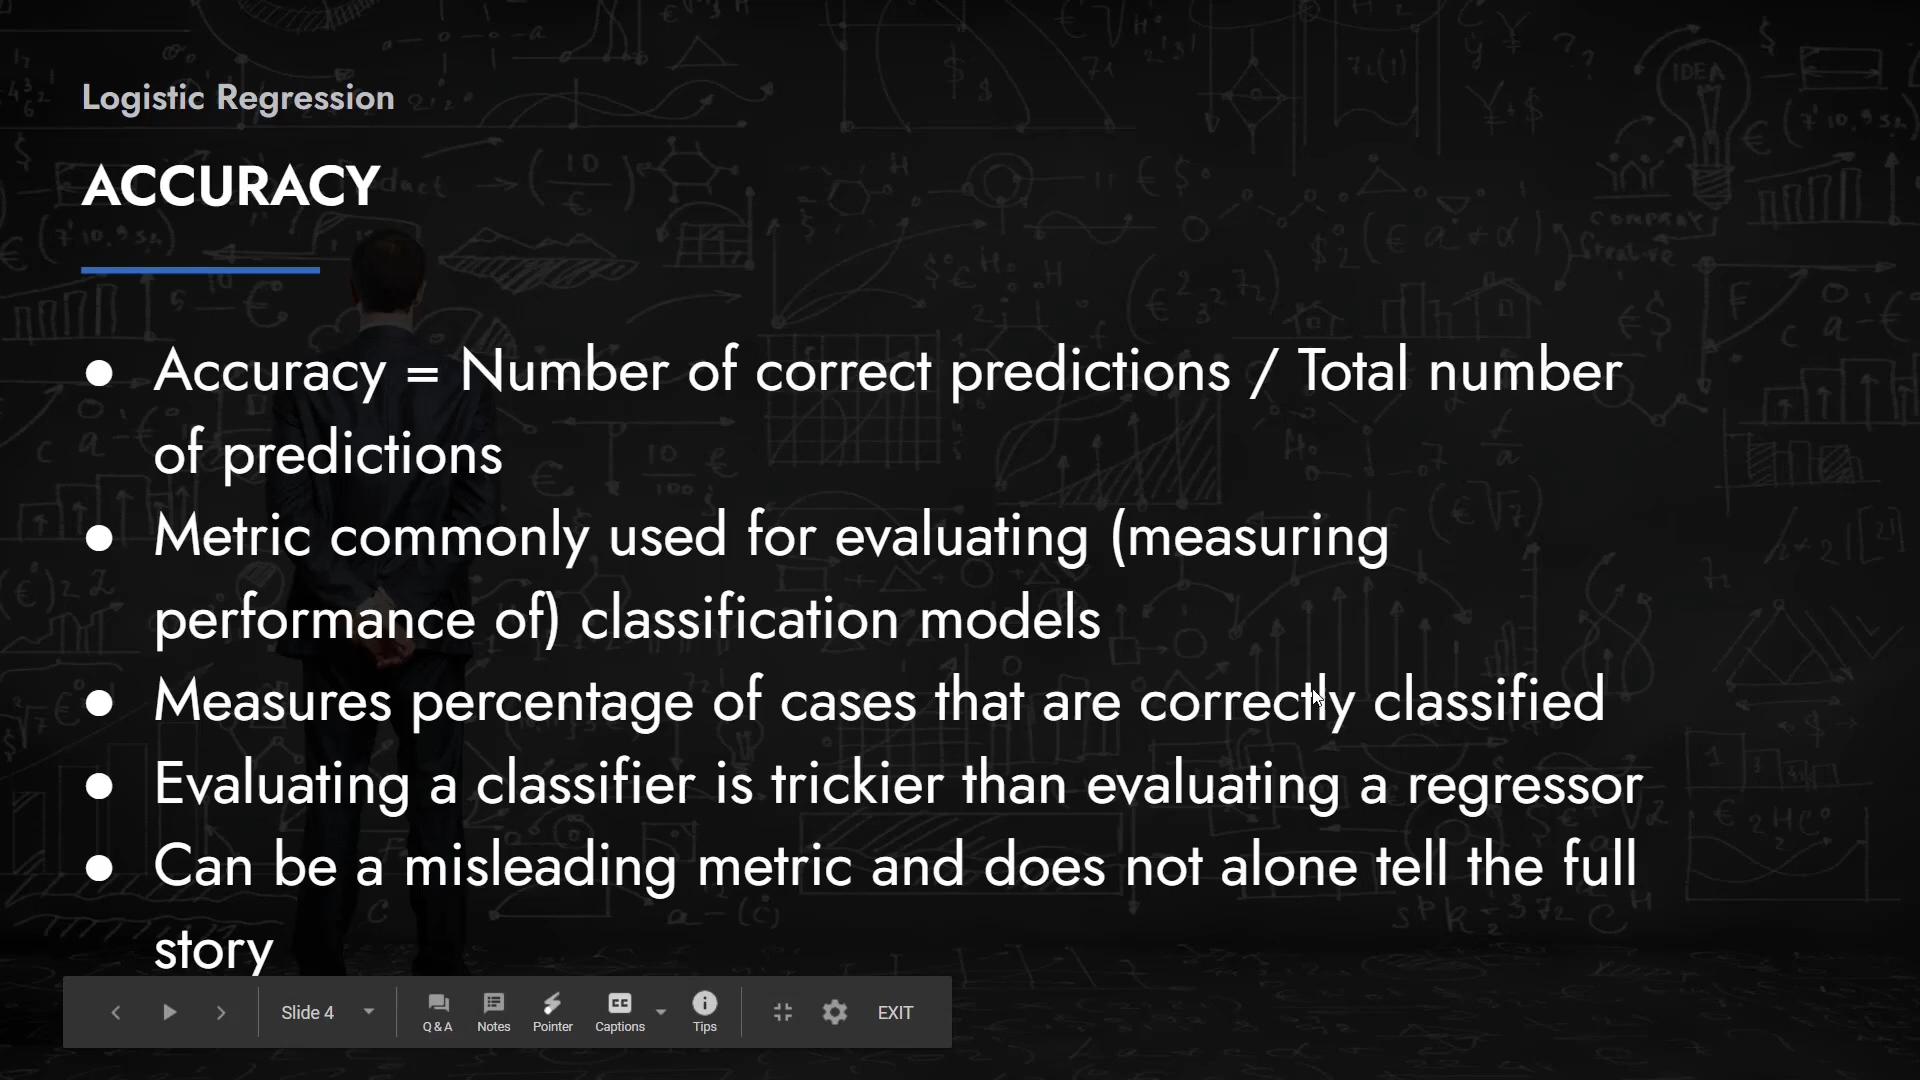 Logistic Regression
ACCURACY
● Accuracy = Number of correct predictions / Total number
of predictions
● Metric commonly used for evaluating (measuring
performance of) classification models
● Measures percentage of cases that are correctly classified
● Evaluating a classifier is trickier than evaluating a regressor
● Can be a misleading metric and does not alone tell the full
story
Slide 4
Q&A
Notes
Pointer
CC
Captions
Tips
EXIT
IDEA